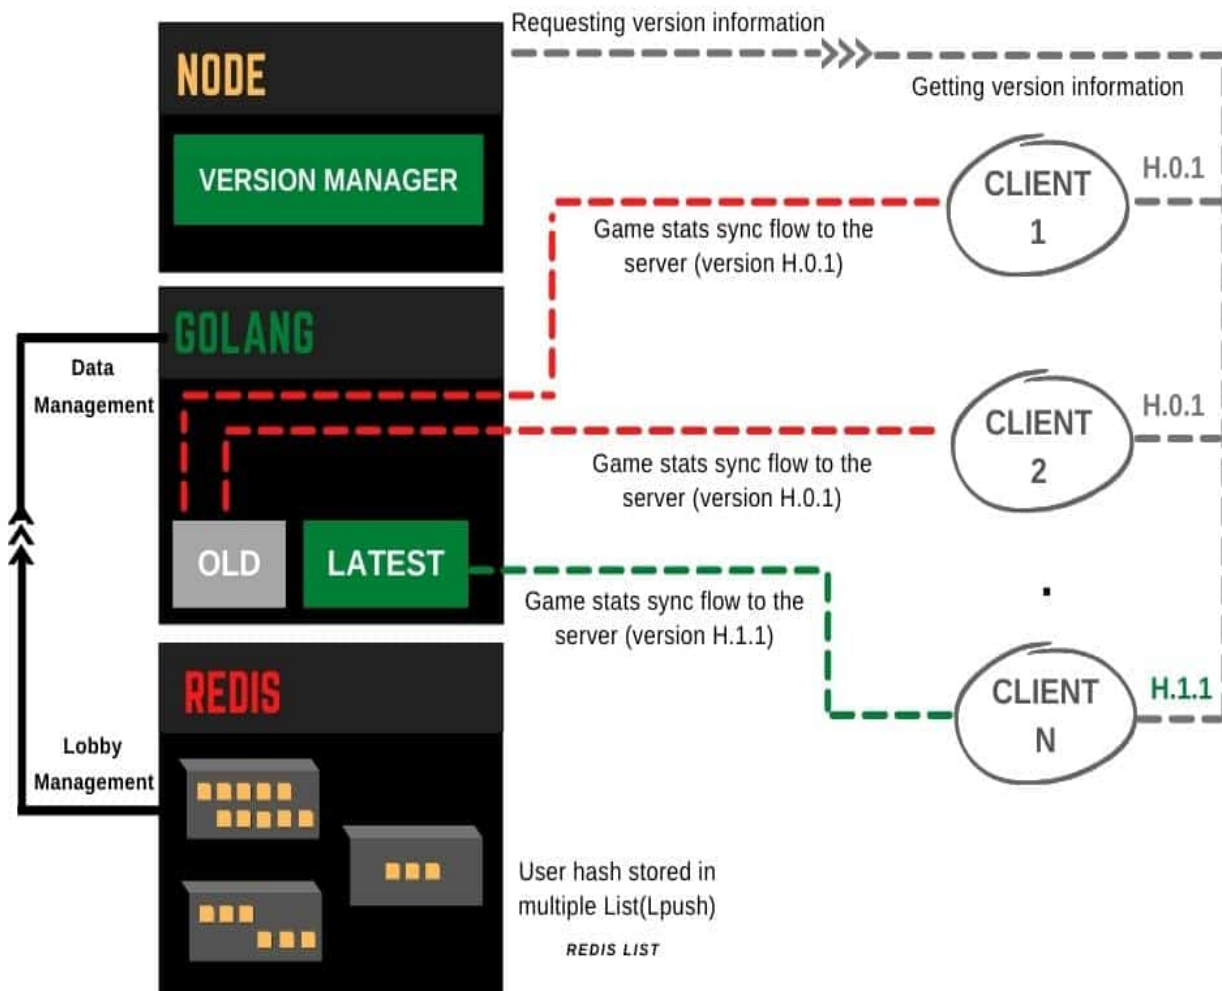 Requesting version information
NODE
Getting version information
VERSION MANAGER
CLIENT
1
H.0.1
Game stats sync flow to the
server (version H.0.1)
GOLANG
Data
Management
CLIENT
2
H.0.1
Game stats sync flow to the
server (version H.0.1)
OLD
LATEST
.
Game stats sync flow to the
server (version H.1.1)
CLIENT
N
H.1.1
REDIS
Lobby
Management
User hash stored in
multiple List(Lpush)
REDIS LIST